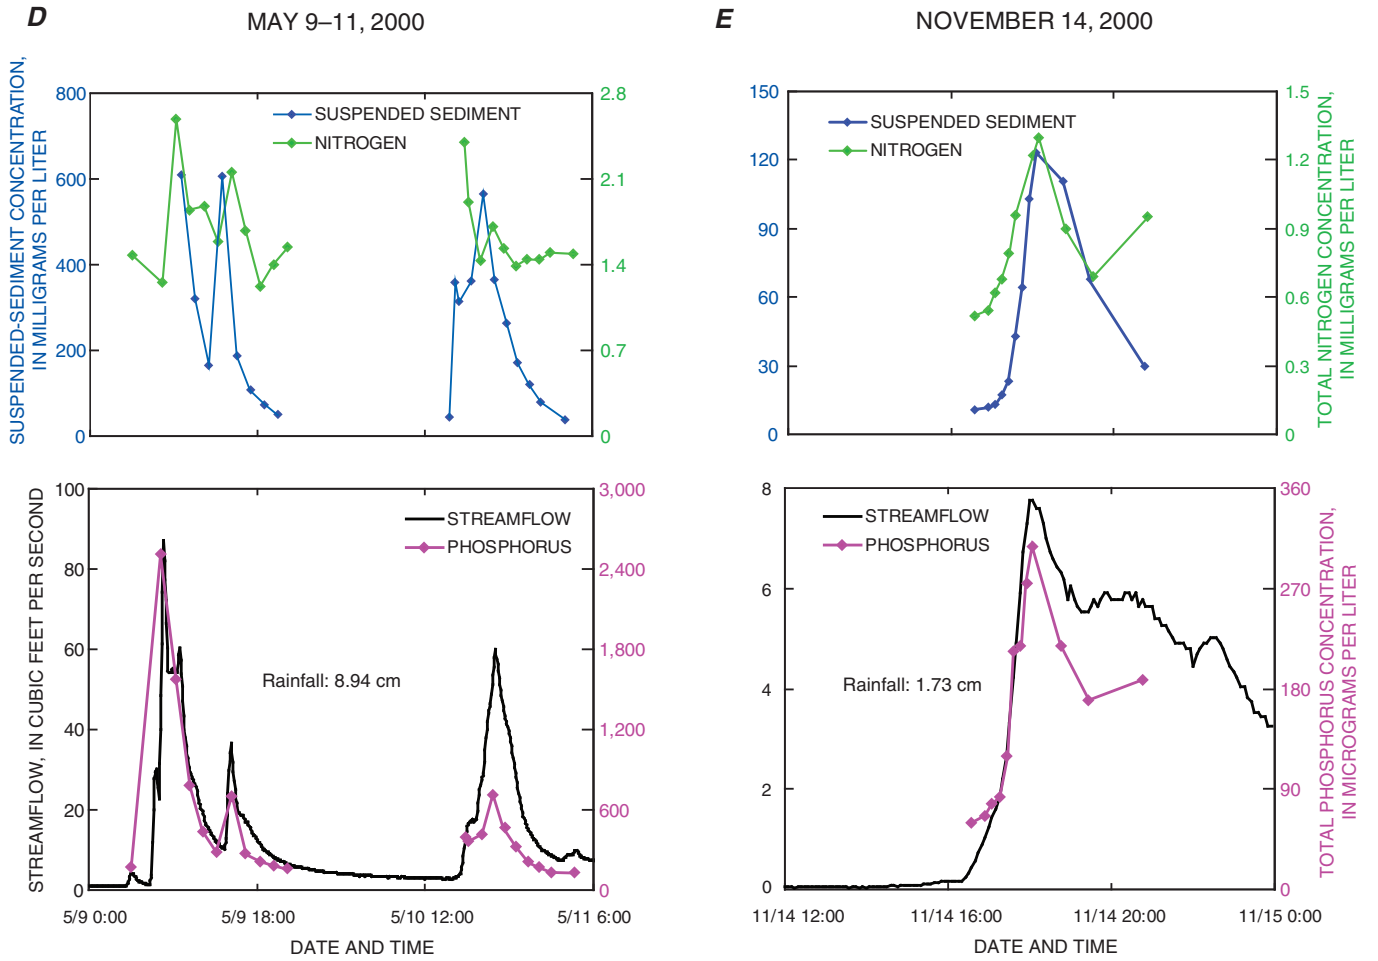 D
MAY 9–11, 2000
SUSPENDED-SEDIMENT CONCENTRATION,
IN MILLIGRAMS PER LITER
800
600
400
200
0
SUSPENDED SEDIMENT
NITROGEN
2.8
2.1
1.4
0.7
0
STREAMFLOW, IN CUBIC FEET PER SECOND
100
80
60
40
20
0
STREAMFLOW
PHOSPHORUS
Rainfall: 8.94 cm
3,000
2,400
1,800
1,200
600
0
5/9 0:00
5/9 18:00
5/10 12:00
5/11 6:00
DATE AND TIME
E
NOVEMBER 14, 2000
150
120
90
60
30
0
SUSPENDED SEDIMENT
NITROGEN
1.5
1.2
0.9
0.6
0.3
0
TOTAL NITROGEN CONCENTRATION,
IN MILLIGRAMS PER LITER
8
6
4
2
0
STREAMFLOW
PHOSPHORUS
Rainfall: 1.73 cm
360
270
180
90
0
TOTAL PHOSPHORUS CONCENTRATION,
IN MICROGRAMS PER LITER
11/14 12:00
11/14 16:00
11/14 20:00
11/15 0:00
DATE AND TIME